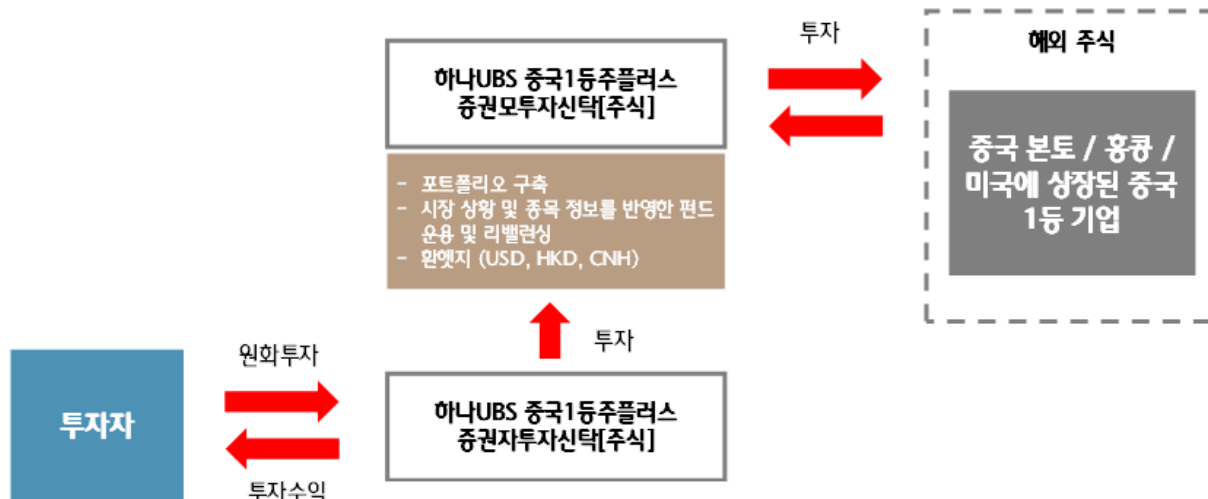 투자
해외 주식
하나UBS 중국1등주플러스
증권모투자신탁[주식]
중국 본토 / 홍콩 /
미국에 상장된 중국
1등 기업
- 포트폴리오 구축
- 시장 상황 및 종목 정보를 반영한 펀드
운용 및 리밸런싱
- 환헷지 (USD, HKD, CNH)
투자
원화투자
투자자
하나UBS 중국1등주플러스
증권자투자신탁[주식]
투자수익